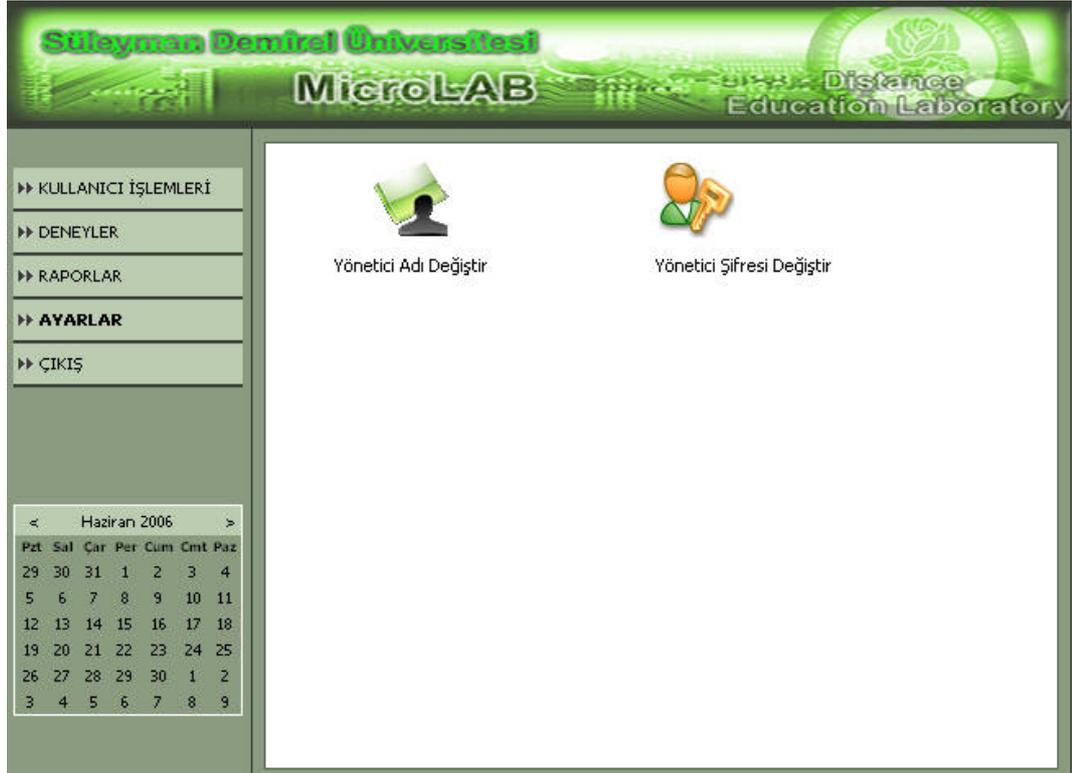 Süleyman Demirel Üniversitesi
MicroLAB
Distance
Education Laboratory
KULLANICI İŞLEMLERİ
DENEYLER
RAPORLAR
AYARLAR
ÇIKIŞ
Yönetici Adı Değiştir
Yönetici Şifresi Değiştir
< Haziran 2006 >
Pzt Sal Çar Per Cum Cmt Paz
29 30 31 1 2 3 4
5 6 7 8 9 10 11
12 13 14 15 16 17 18
19 20 21 22 23 24 25
26 27 28 29 30 1 2
3 4 5 6 7 8 9